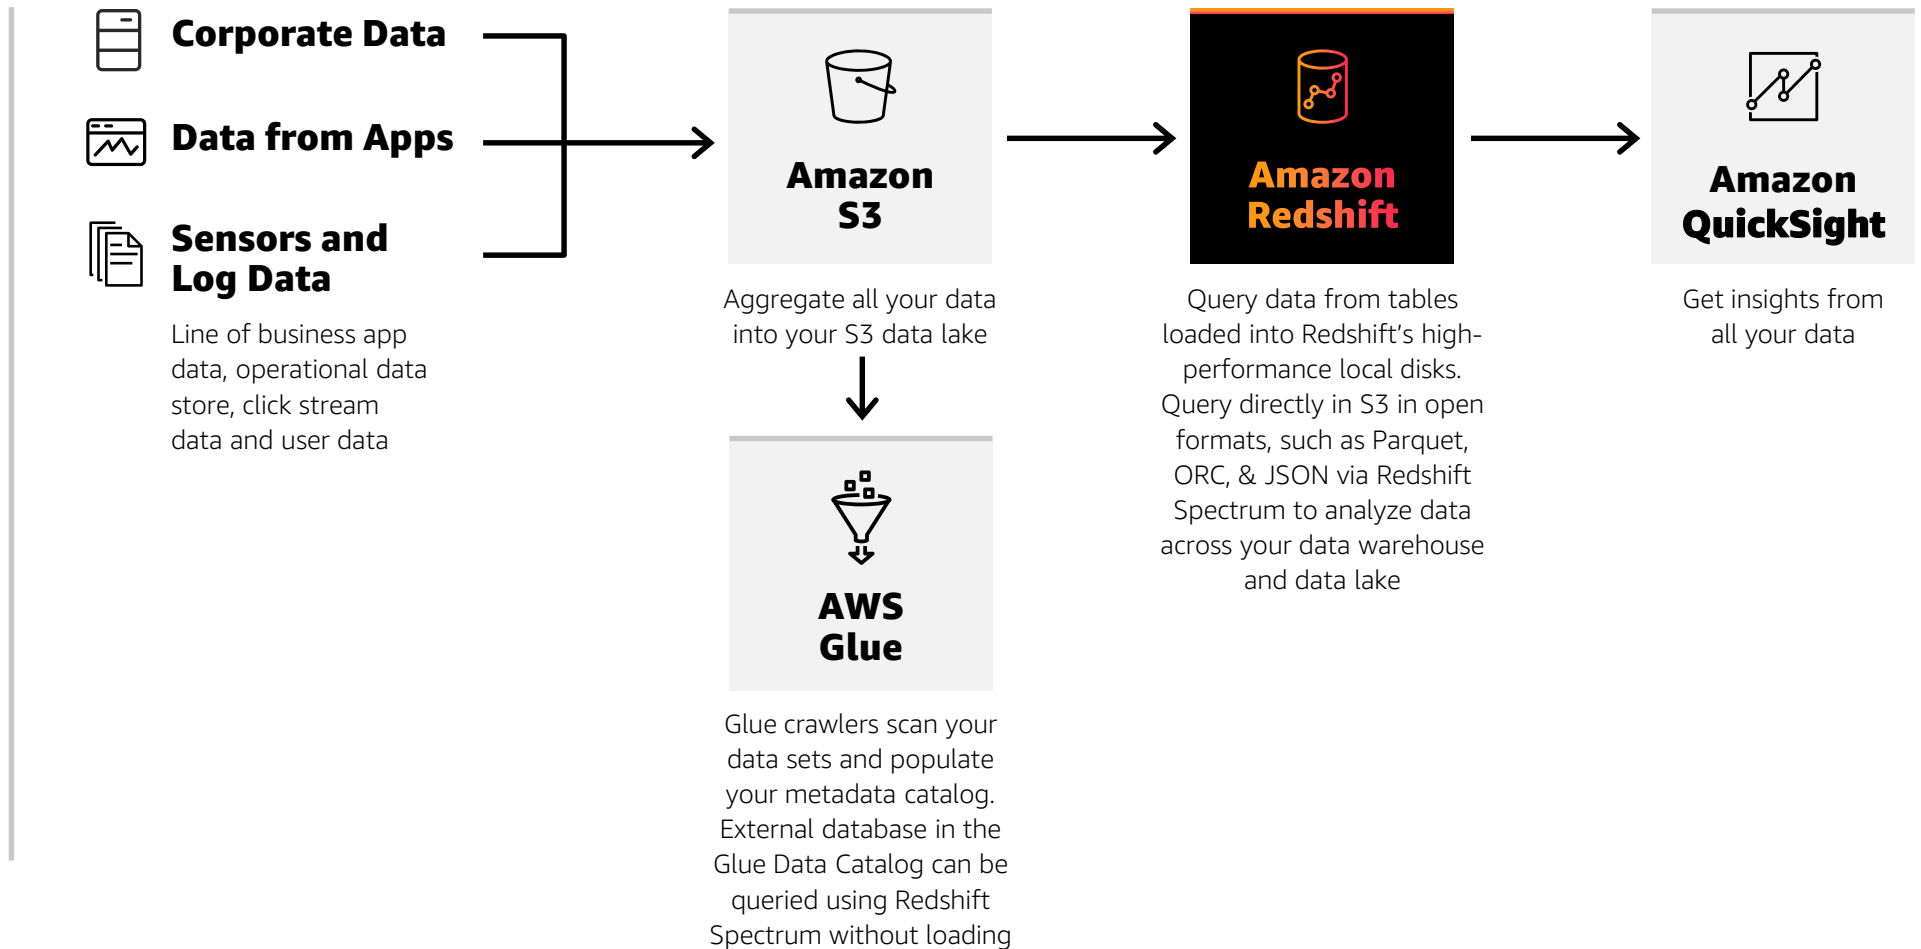 Corporate Data
Data from Apps
Sensors and
Log Data
Line of business app
data, operational data
store, click stream
data and user data
Amazon
S3
Aggregate all your data
into your S3 data lake
AWS
Glue
Glue crawlers scan your
data sets and populate
your metadata catalog.
External database in the
Glue Data Catalog can be
queried using Redshift
Spectrum without loading
Amazon
Redshift
Query data from tables
loaded into Redshift’s high-
performance local disks.
Query directly in S3 in open
formats, such as Parquet,
ORC, & JSON via Redshift
Spectrum to analyze data
across your data warehouse
and data lake
Amazon
QuickSight
Get insights from
all your data